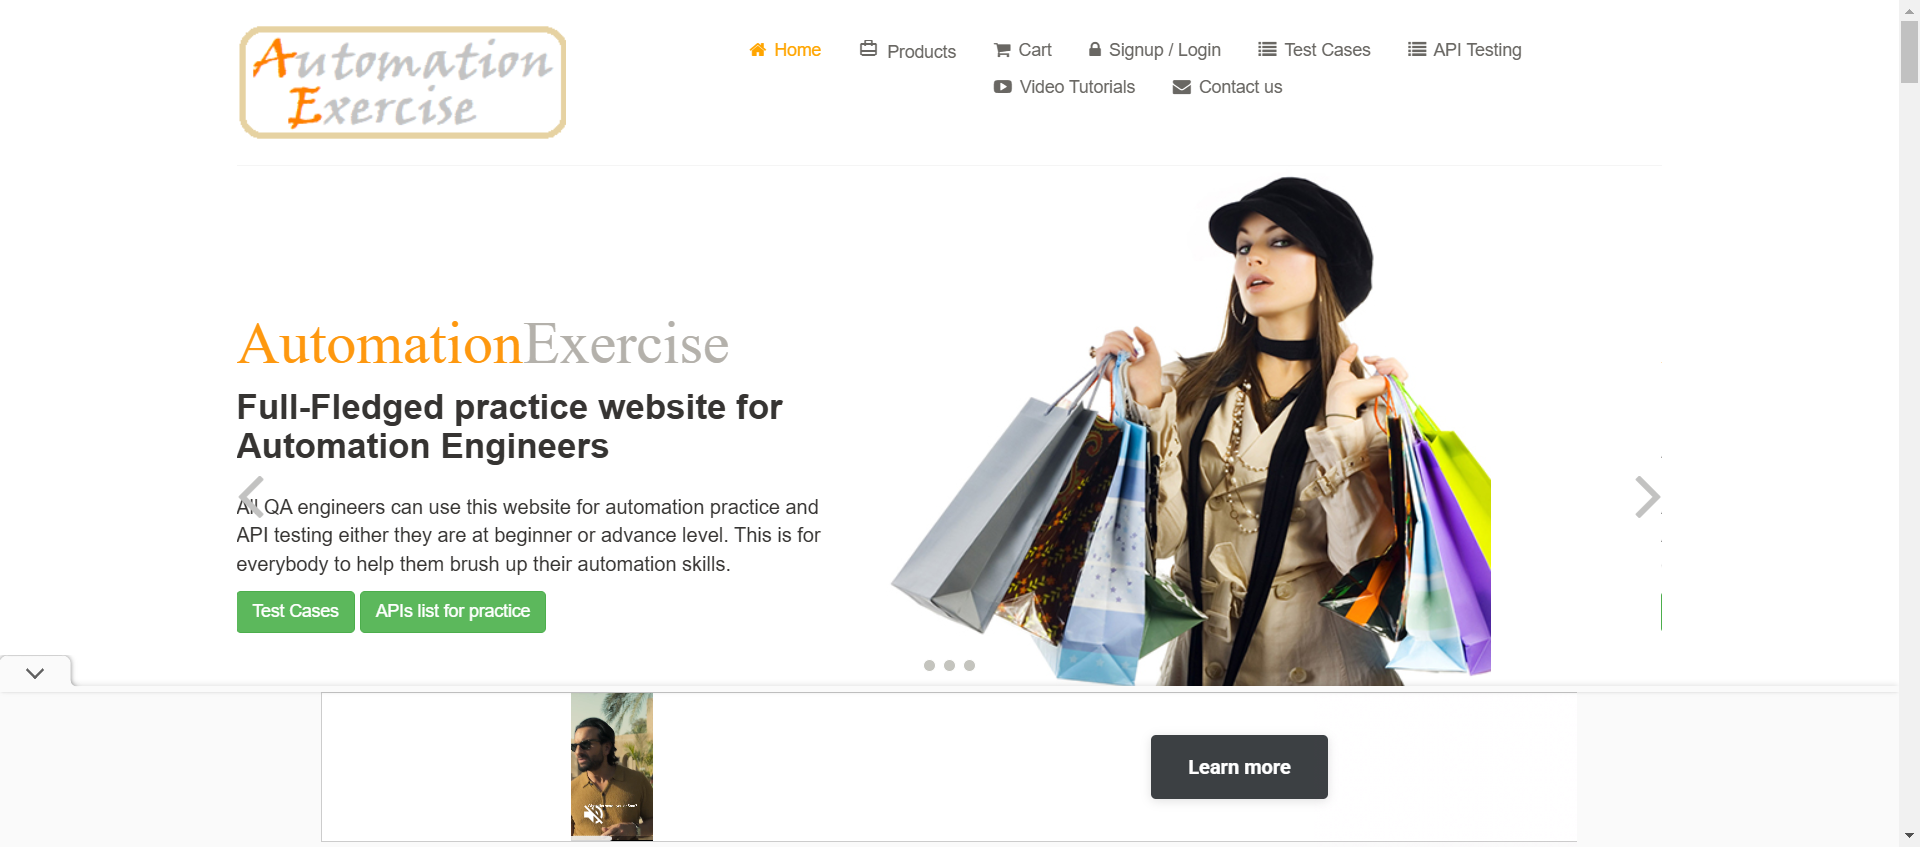 Automation
Exercise
Home
Products
Cart
Signup / Login
Test Cases
API Testing
Video Tutorials
Contact us
AutomationExercise
Full-Fledged practice website for
Automation Engineers
All QA engineers can use this website for automation practice and
API testing either they are at beginner or advance level. This is for
everybody to help them brush up their automation skills.
Test Cases
APIs list for practice
Learn more